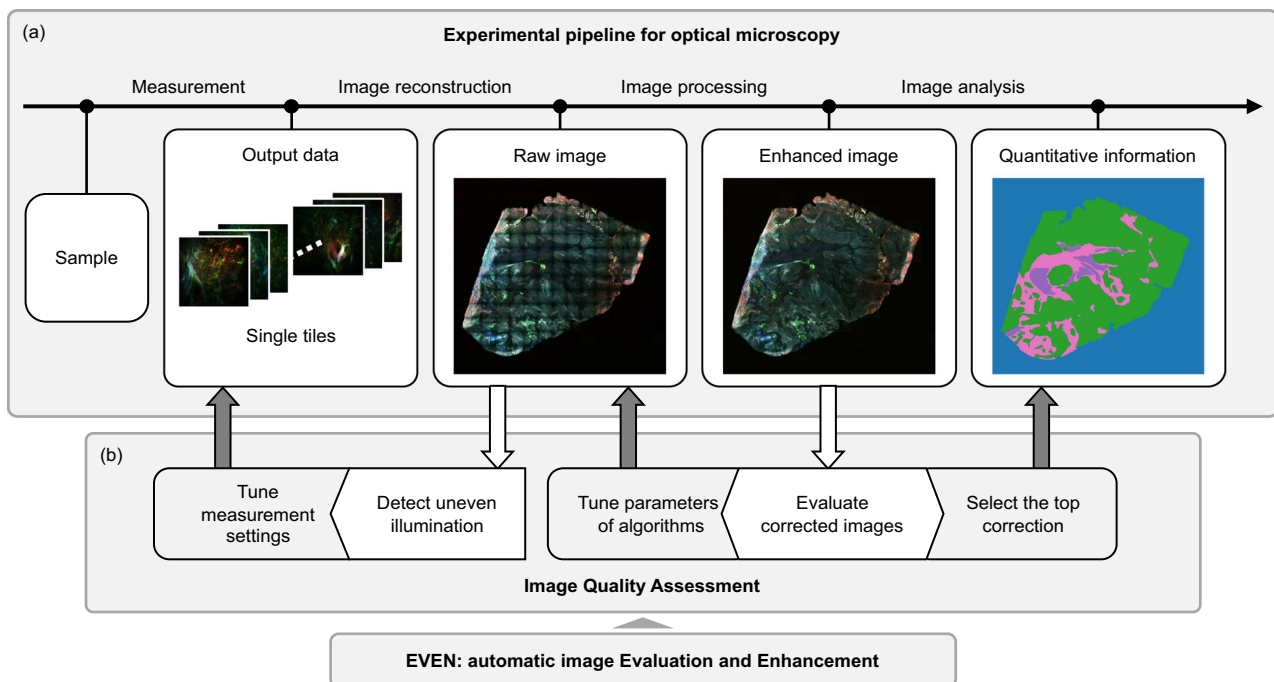 (a)
Experimental pipeline for optical microscopy
Measurement
Image reconstruction
Image processing
Image analysis
Sample
Output data
Single tiles
Raw image
Enhanced image
Quantitative information
(b)
Tune
measurement
settings
Detect uneven
illumination
Tune parameters
of algorithms
Evaluate
corrected images
Select the top
correction
Image Quality Assessment
EVEN: automatic image Evaluation and Enhancement